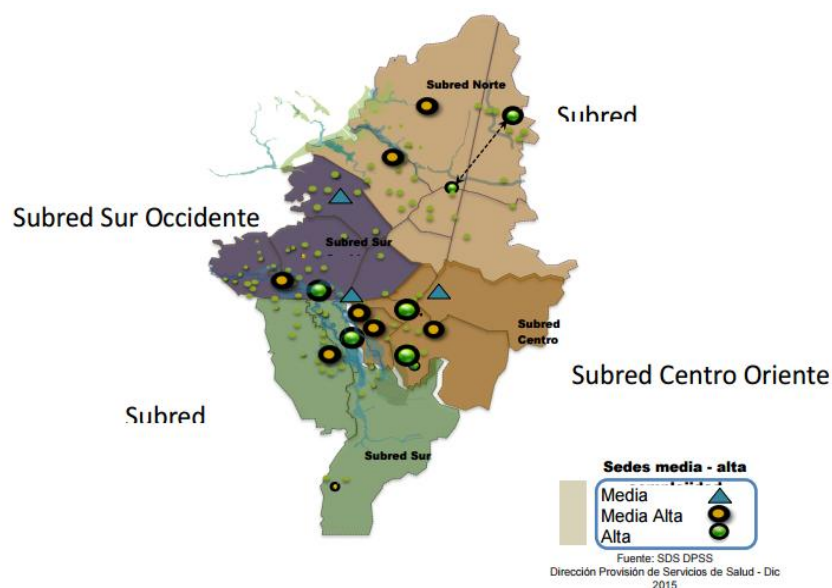 Subred Norte
Subred
Subred Sur Occidente
Subred Sur
Subred
Centro
Subred Centro Oriente
Subred
Subred Sur
Sedes media - alta
Media
Media Alta
Alta
Fuente: SDS DPSS
Dirección Provisión de Servicios de Salud - Dic
2015